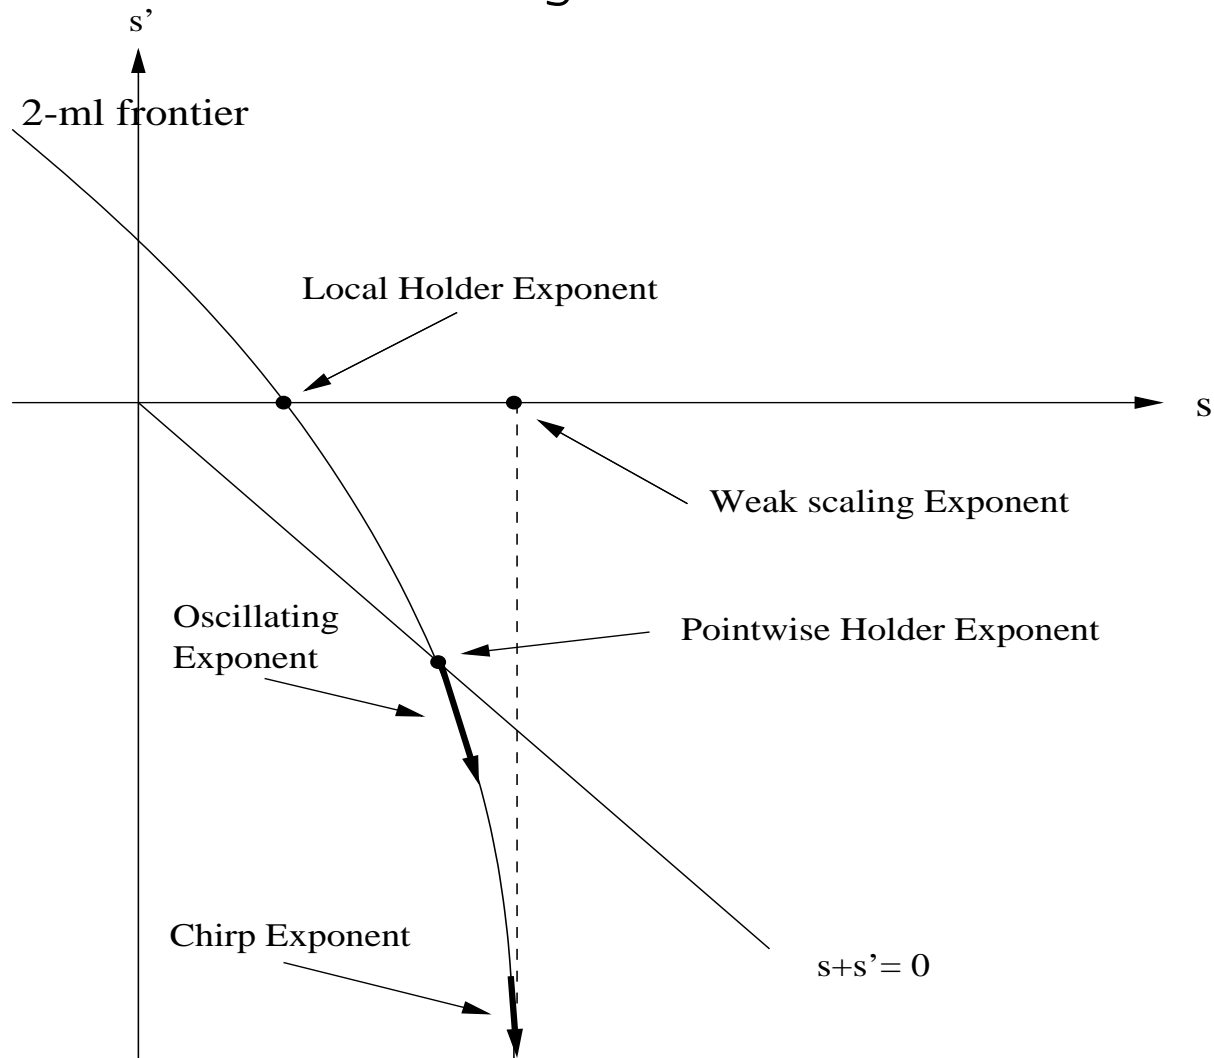 s’
2-ml frontier
Local Holder Exponent
s
Weak scaling Exponent
Oscillating
Exponent
Pointwise Holder Exponent
Chirp Exponent
s+s’= 0